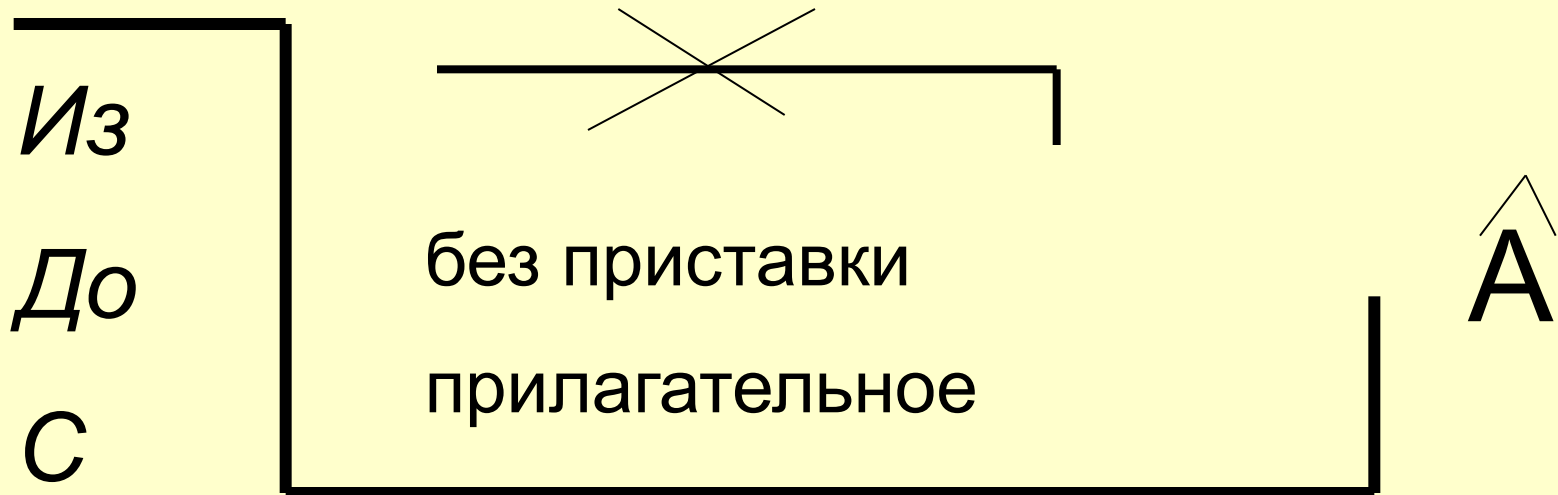 Из
До
С
без приставки
прилагательное
А